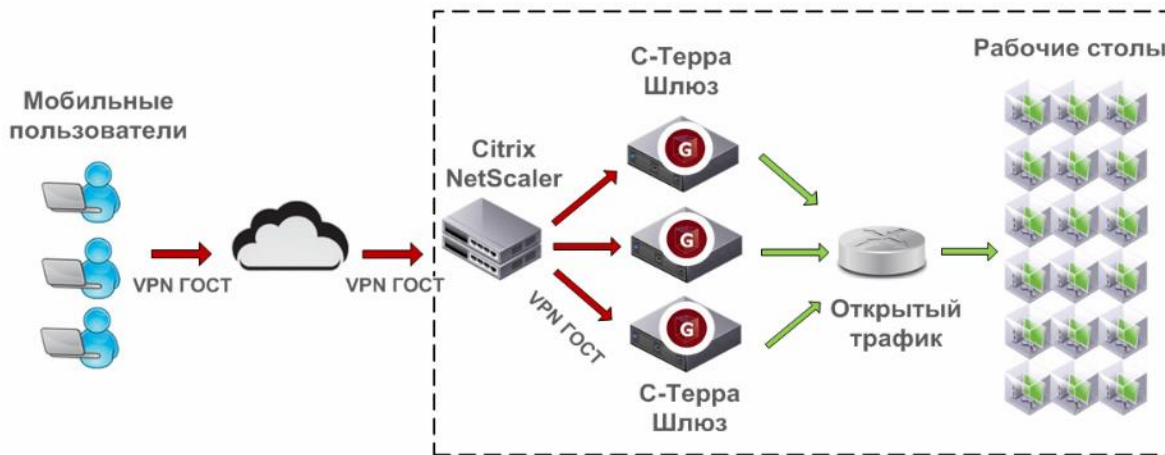 Мобильные
пользователи
VPN ГОСТ
VPN ГОСТ
Citrix
NetScaler
С-Терра
Шлюз
G
G
G
VPN ГОСТ
С-Терра
Шлюз
Открытый
трафик
Рабочие столы